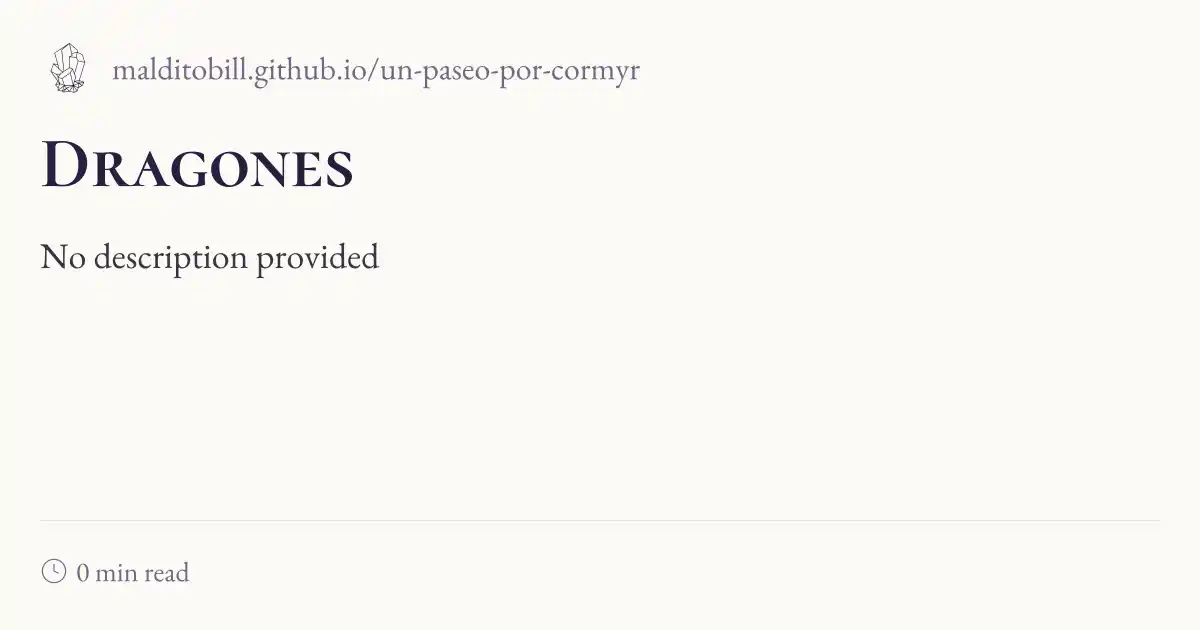 malditobill.github.io/un-paseo-por-cormyr
Dragones
No description provided
0 min read